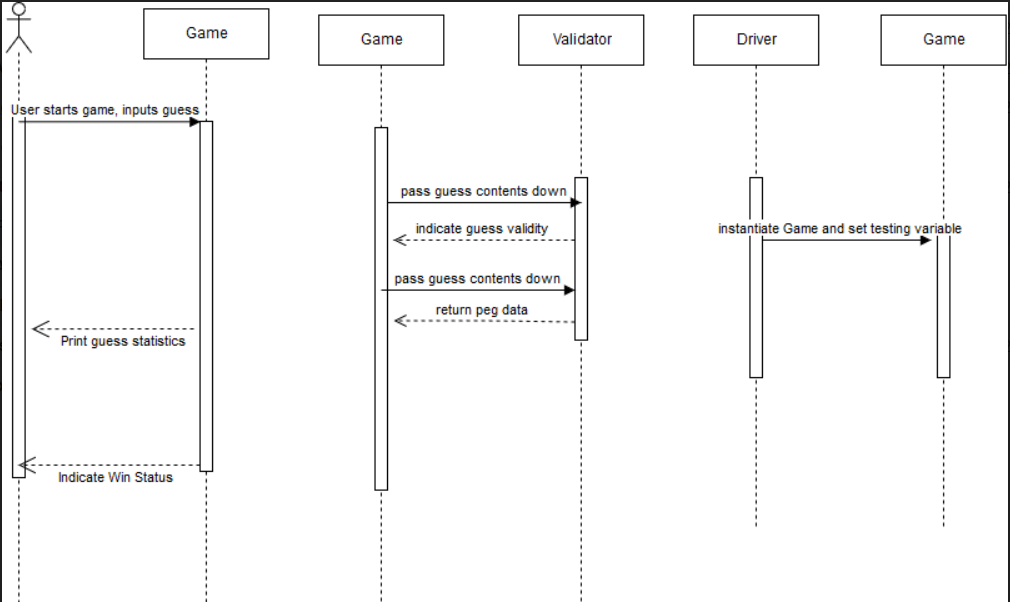 Game
Game
Validator
Driver
Game
User starts game, inputs guess
pass guess contents down
indicate guess validity
instantiate Game and set testing variable
pass guess contents down
return peg data
Print guess statistics
Indicate Win Status